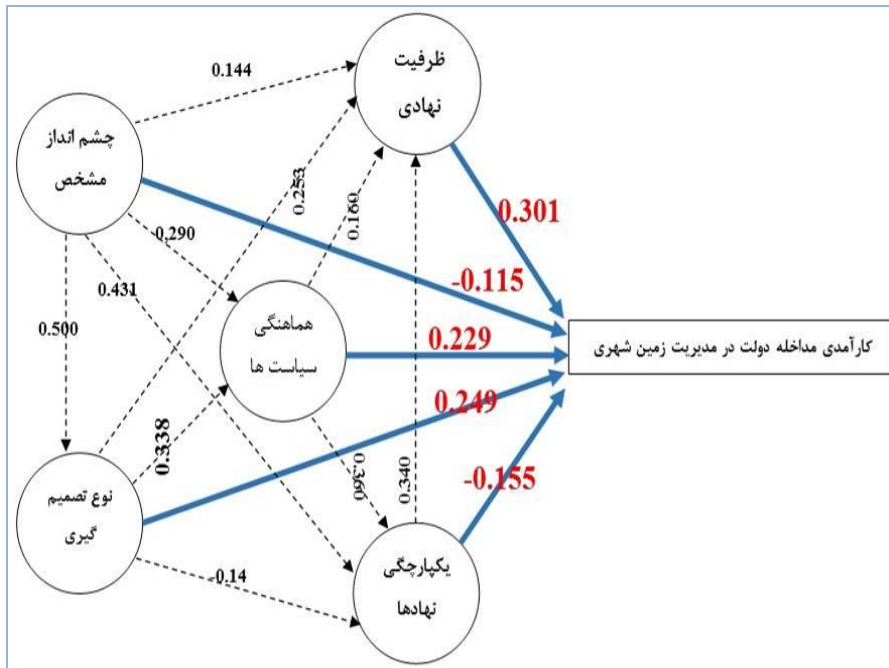 ظرفیت
نهادی
0.144
چشم انداز
مشخص
0.253
0.160
0.301
0.290
-0.115
0.431
هماهنگی
سیاست ها
0.500
0.229
کارآمدی مداخله دولت در مدیریت زمین شهری
0.249
0.338
0.360
0.340
-0.155
نوع تصمیم
گیری
-0.14
یکپارچگی
نهادها